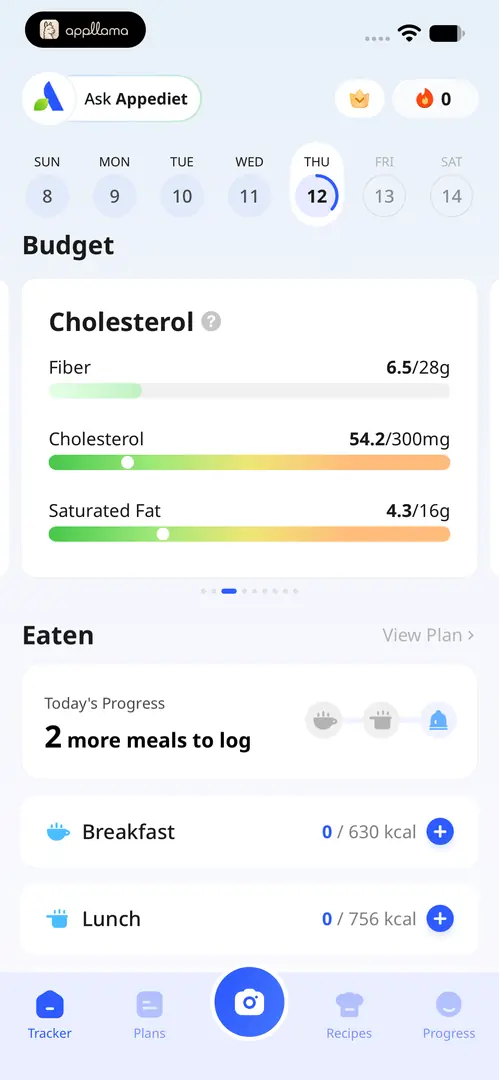 appllama
Ask Appediet
0
SUN MON TUE WED THU FRI SAT
8 9 10 11 12 13 14
Budget
Cholesterol ?
Fiber 6.5/28g
Cholesterol 54.2/300mg
Saturated Fat 4.3/16g
Eaten View Plan >
Today's Progress
2 more meals to log
Breakfast 0 / 630 kcal
Lunch 0 / 756 kcal
Tracker Plans Recipes Progress